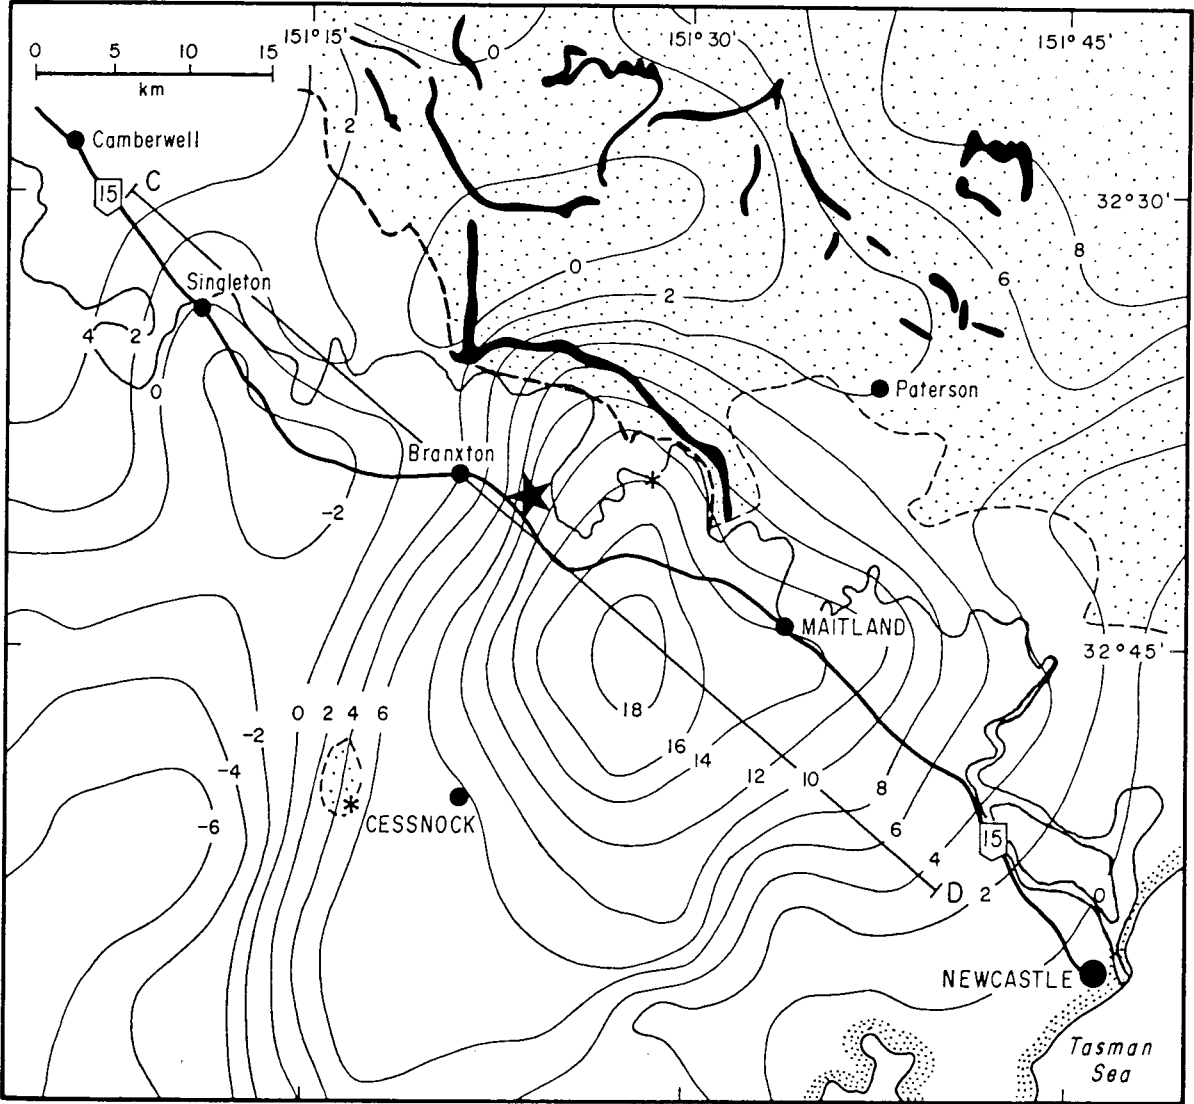 0 5 10 15
km
151°15' 0 151°30' 151°45'
2
Camberwell
15 C
32°30'
8
0 6
Singleton 2
4 2
0 Paterson
Branxton
-2
MAITLAND
32°45'
0 2 4 6 18
-2
16
14
-4 12 10
8
-6 CESSNOCK 6
15
4
D 2 0
NEWCASTLE
Tasman
Sea